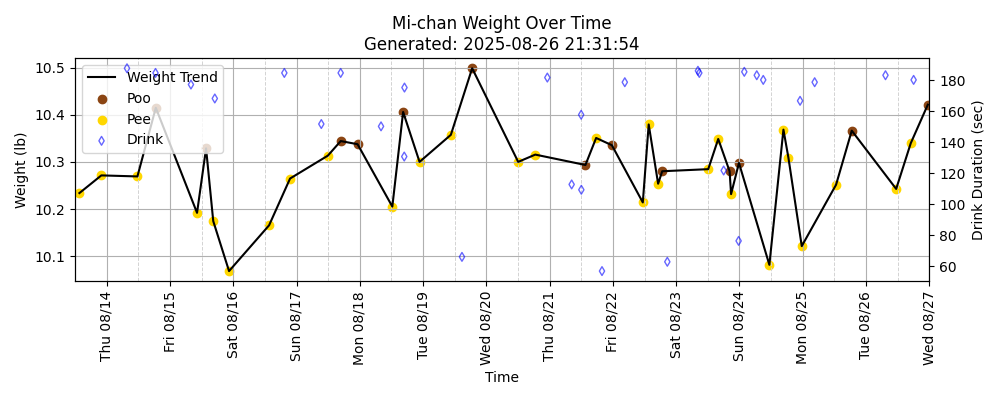 Mi-chan Weight Over Time
Generated: 2025-08-26 21:31:54
Weight (lb)
10.5
10.4
10.3
10.2
10.1
Weight Trend
Poo
Pee
Drink
180
160
140
120
100
80
60
Drink Duration (sec)
Thu 08/14
Fri 08/15
Sat 08/16
Sun 08/17
Mon 08/18
Tue 08/19
Wed 08/20
Thu 08/21
Fri 08/22
Sat 08/23
Sun 08/24
Mon 08/25
Tue 08/26
Wed 08/27
Time